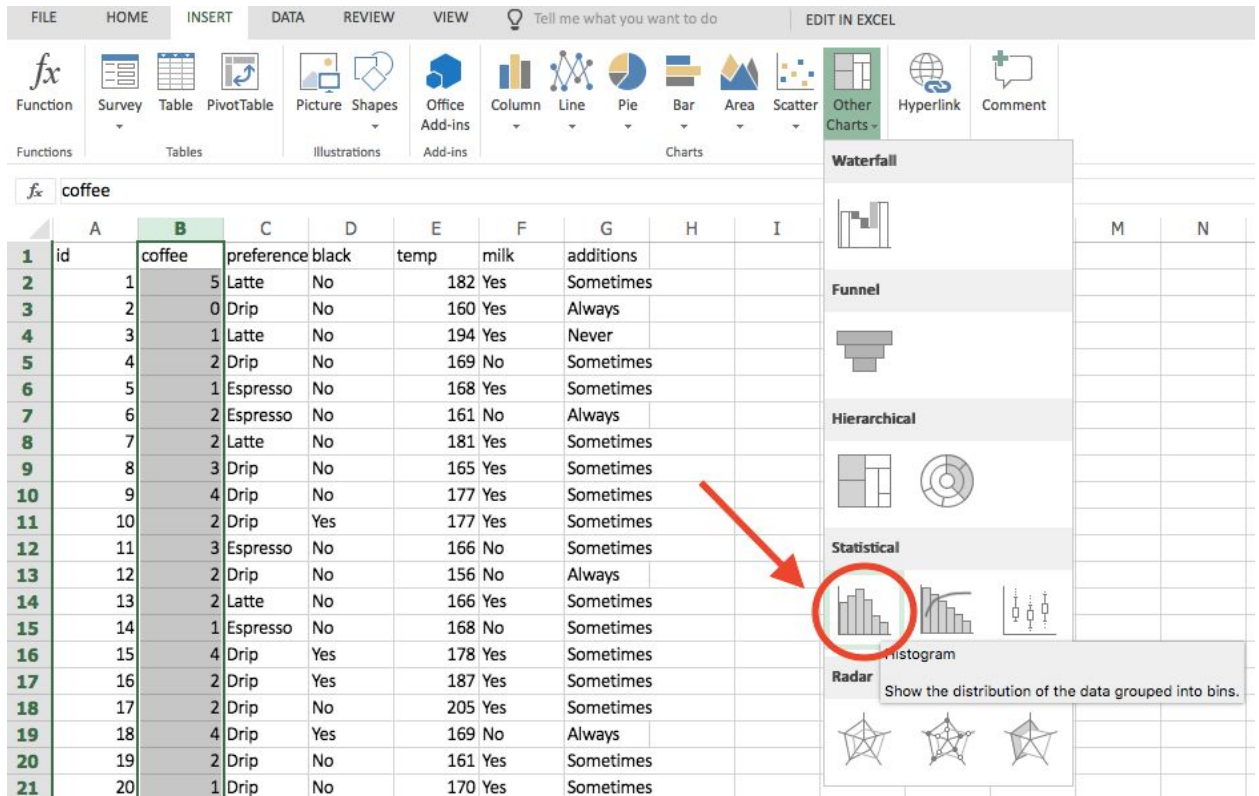 FILE HOME INSERT DATA REVIEW VIEW Tell me what you want to do EDIT IN EXCEL
fx
Function Survey Table PivotTable Picture Shapes Office Column Line Pie Bar Area Scatter Other Hyperlink Comment
Add-ins Charts
Functions Tables Illustrations Add-ins Charts
Waterfall
fx coffee
A B C D E F G H I M N
1 id coffee preference black temp milk additions
2 1 5 Latte No 182 Yes Sometimes
Funnel
3 2 0 Drip No 160 Yes Always
4 3 1 Latte No 194 Yes Never
5 4 2 Drip No 169 No Sometimes
6 5 1 Espresso No 168 Yes Sometimes
7 6 2 Espresso No 161 No Always
Hierarchical
8 7 2 Latte No 181 Yes Sometimes
9 8 3 Drip No 165 Yes Sometimes
10 9 4 Drip No 177 Yes Sometimes
11 10 2 Drip Yes 177 Yes Sometimes
12 11 3 Espresso No 166 No Sometimes
Statistical
13 12 2 Drip No 156 No Always
14 13 2 Latte No 166 Yes Sometimes
15 14 1 Espresso No 168 No Sometimes
16 15 4 Drip Yes 178 Yes Sometimes
Histogram
Radar
17 16 2 Drip Yes 187 Yes Sometimes
Show the distribution of the data grouped into bins.
18 17 2 Drip No 205 Yes Sometimes
19 18 4 Drip Yes 169 No Always
20 19 2 Drip No 161 Yes Sometimes
21 20 1 Drip No 170 Yes Sometimes